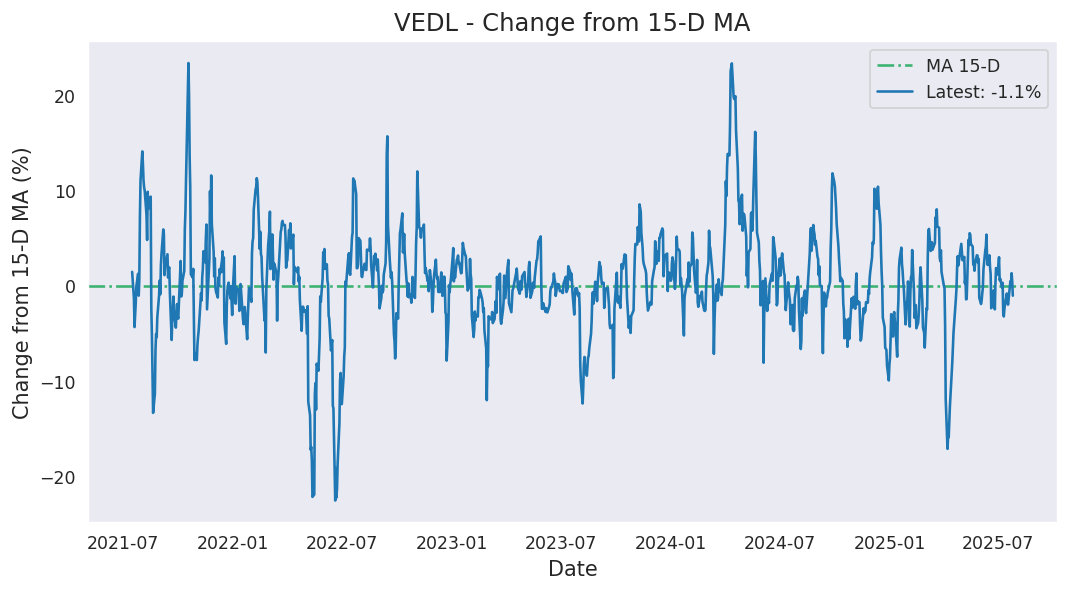 VEDL - Change from 15-D MA
MA 15-D
Latest: -1.1%
Change from 15-D MA (%)
20
10
0
−10
−20
2021-07
2022-01
2022-07
2023-01
2023-07
2024-01
2024-07
2025-01
2025-07
Date